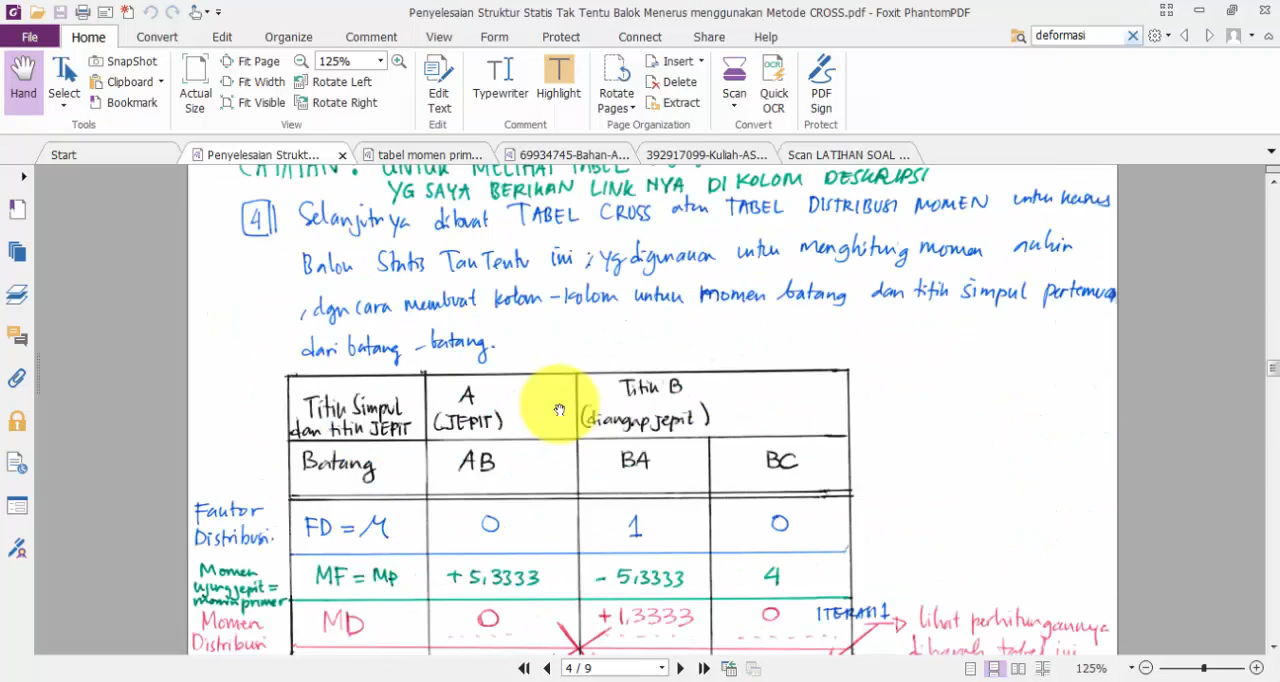 Penyelesaian Struktur Statis Tak Tentu Balok Menerus menggunakan Metode CROSS.pdf - Foxit PhantomPDF
File Home Convert Edit Organize Comment View Form Protect Connect Share Help deformasi
Hand Select SnapShot Clipboard Bookmark
Actual Size Fit Page Fit Width Fit Visible 125% Rotate Left Rotate Right
Edit Text Typewriter Highlight
Rotate Pages Insert Delete Extract
Scan Quick OCR PDF Sign
Tools View Edit Comment Page Organization Convert Protect
Start Penyelesaian Strukt... tabel momen prim... 69934745-Bahan-A... 392917099-Kuliah-AS... Scan LATIHAN SOAL ...
CATATAN : UNTUK MELIHAT TABEL
YG SAYA BERIKAN LINK NYA DI KOLOM DESKRIPSI
4 Selanjutnya dibuat TABEL CROSS atau TABEL DISTRIBUSI MOMEN untuk kasus
Balok Statis Tak Tentu ini ; yg digunakan untuk menghitung momen akhir
, dgn cara membuat kolom-kolom untuk momen batang dan titik simpul pertemuan
dari batang-batang.
Titik Simpul dan titik JEPIT A (JEPIT) Titik B (diangap jepit)
Batang AB BA BC
Faktor Distribusi. FD = μ 0 1 0
Momen ujung jepit = momen primer MF = MP +5,3333 -5,3333 4
Momen Distribusi MD 0 +1,3333 0 ITERASI 1 lihat perhitungannya
dibawah tabel ini
4 / 9 125%